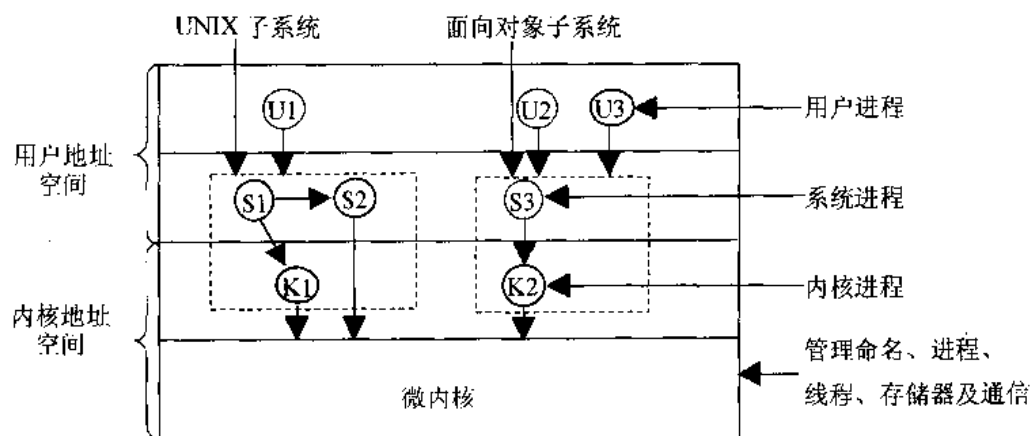 UNIX 子系统
面向对象子系统
U1
U2
U3
用户进程
用户地址
空间
S1
S2
S3
系统进程
K1
K2
内核进程
内核地址
空间
管理命名、进程、
线程、存储器及通信
微内核